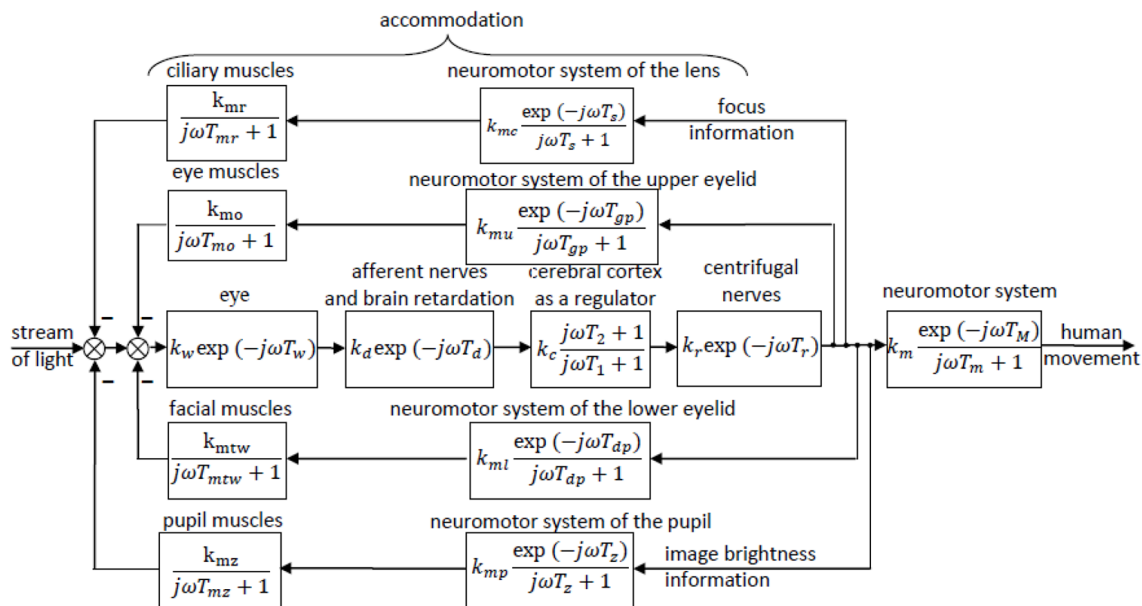 accommodation
ciliary muscles
neuromotor system of the lens
k_mr / (jωT_mr + 1)
k_mc exp (−jωT_s) / (jωT_s + 1)
focus
information
eye muscles
neuromotor system of the upper eyelid
k_mo / (jωT_mo + 1)
k_mu exp (−jωT_gp) / (jωT_gp + 1)
afferent nerves
and brain retardation
cerebral cortex
as a regulator
centrifugal
nerves
eye
neuromotor system
stream
of light
−
−
k_w exp (−jωT_w)
k_d exp (−jωT_d)
k_c (jωT_2 + 1) / (jωT_1 + 1)
k_r exp (−jωT_r)
k_m exp (−jωT_M) / (jωT_m + 1)
human
movement
−
−
facial muscles
neuromotor system of the lower eyelid
k_mtw / (jωT_mtw + 1)
k_ml exp (−jωT_dp) / (jωT_dp + 1)
pupil muscles
neuromotor system of the pupil
k_mz / (jωT_mz + 1)
k_mp exp (−jωT_z) / (jωT_z + 1)
image brightness
information